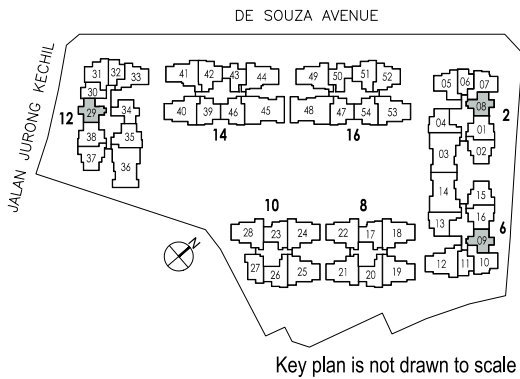 DE SOUZA AVENUE
JALAN JURONG KECHIL
31 32 33
30
29 34
12
38 35
37 36
41 42 43 44
40 39 46 45
14
49 50 51 52
48 47 54 53
16
05 06 07
08
2
04 01
03 02
14 15
13 16
09
6
12 11 10
10
28 23 24
27 26 25
8
22 17 18
21 20 19
N
Key plan is not drawn to scale